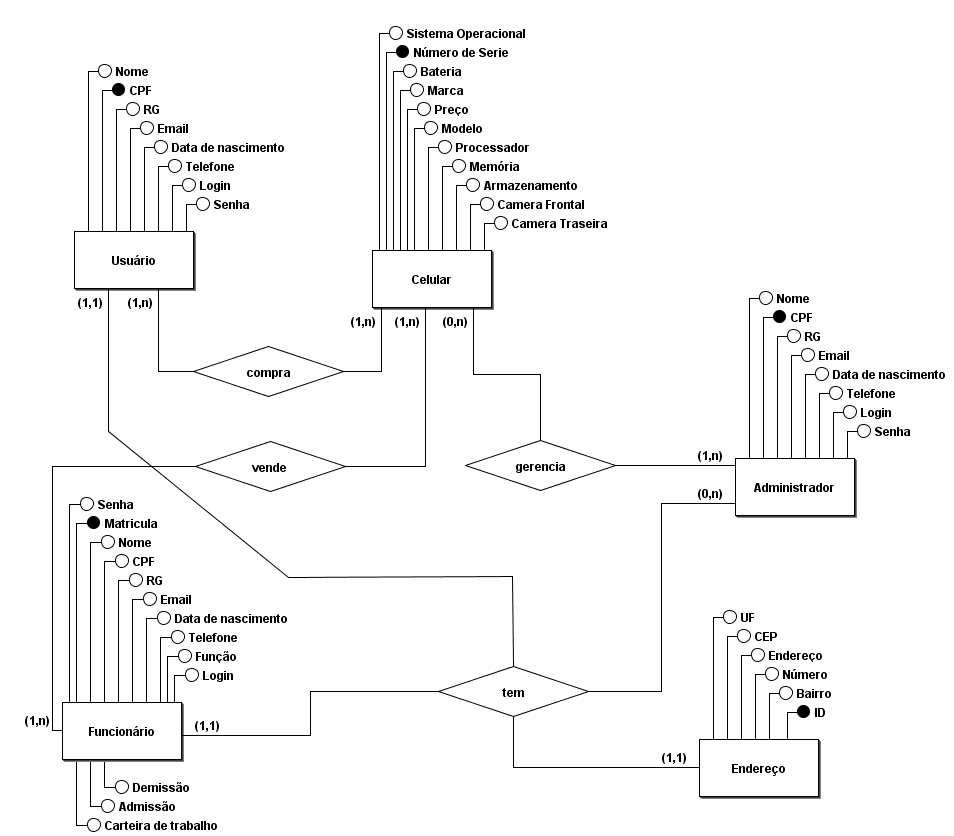 Sistema Operacional
Número de Serie
Bateria
Marca
Preço
Modelo
Processador
Memória
Armazenamento
Camera Frontal
Camera Traseira
Nome
CPF
RG
Email
Data de nascimento
Telefone
Login
Senha
Usuário
Celular
(1,1)
(1,n)
(1,n)
(1,n)
(0,n)
compra
Nome
CPF
RG
Email
Data de nascimento
Telefone
Login
Senha
vende
gerencia
(1,n)
Administrador
(0,n)
Senha
Matricula
Nome
CPF
RG
Email
Data de nascimento
Telefone
Função
Login
UF
CEP
Endereço
Número
Bairro
ID
tem
(1,n)
Funcionário
(1,1)
(1,1)
Endereço
Demissão
Admissão
Carteira de trabalho